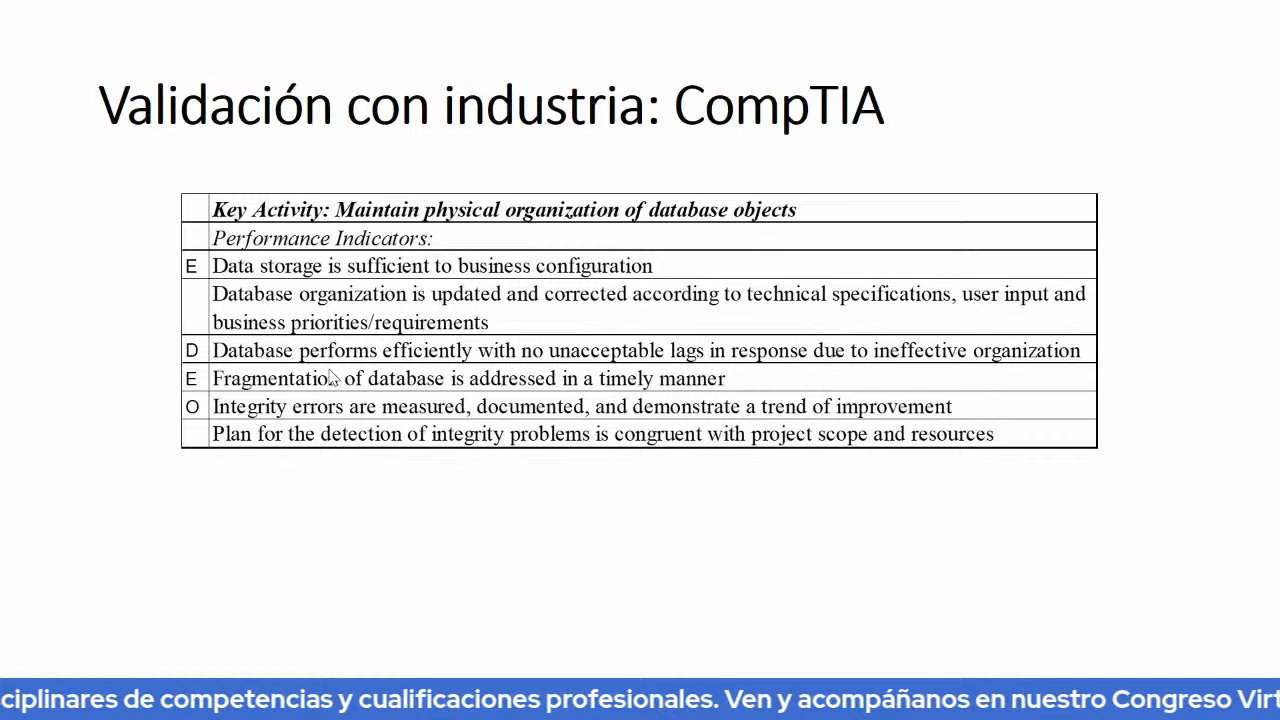 Validación con industria: CompTIA
Key Activity: Maintain physical organization of database objects
Performance Indicators:
E Data storage is sufficient to business configuration
Database organization is updated and corrected according to technical specifications, user input and
business priorities/requirements
D Database performs efficiently with no unacceptable lags in response due to ineffective organization
E Fragmentation of database is addressed in a timely manner
O Integrity errors are measured, documented, and demonstrate a trend of improvement
Plan for the detection of integrity problems is congruent with project scope and resources
sciplinares de competencias y cualificaciones profesionales. Ven y acompáñanos en nuestro Congreso Virt